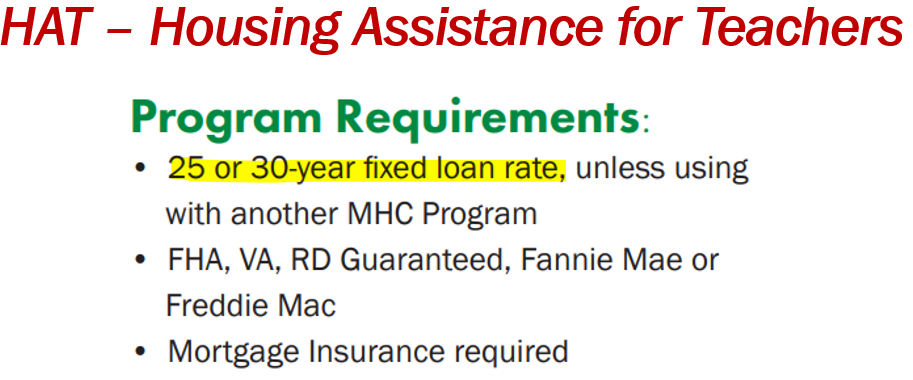 HAT – Housing Assistance for Teachers
Program Requirements:
• 25 or 30-year fixed loan rate, unless using
with another MHC Program
• FHA, VA, RD Guaranteed, Fannie Mae or
Freddie Mac
• Mortgage Insurance required